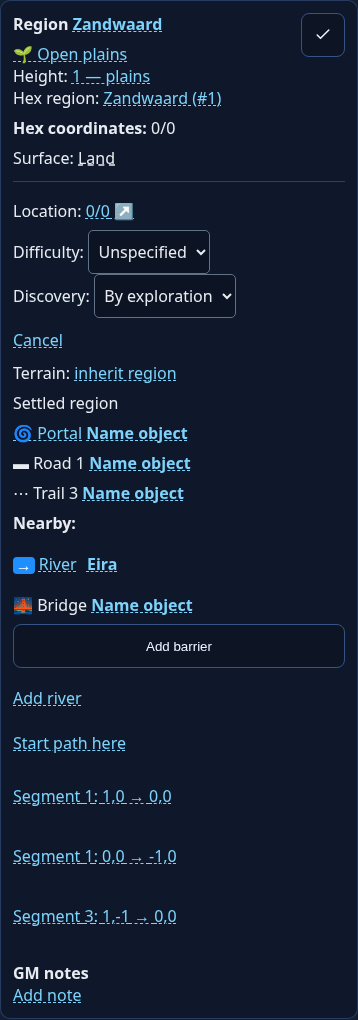 Region Zandwaard
🌱 Open plains
Height: 1 — plains
Hex region: Zandwaard (#1)
Hex coordinates: 0/0
Surface: Land
Location: 0/0 ↗
Difficulty: Unspecified
Discovery: By exploration
Cancel
Terrain: inherit region
Settled region
🌀 Portal Name object
▬ Road 1 Name object
⋯ Trail 3 Name object
Nearby:
→ River Eira
🌉 Bridge Name object
Add barrier
Add river
Start path here
Segment 1: 1,0 → 0,0
Segment 1: 0,0 → -1,0
Segment 3: 1,-1 → 0,0
GM notes
Add note